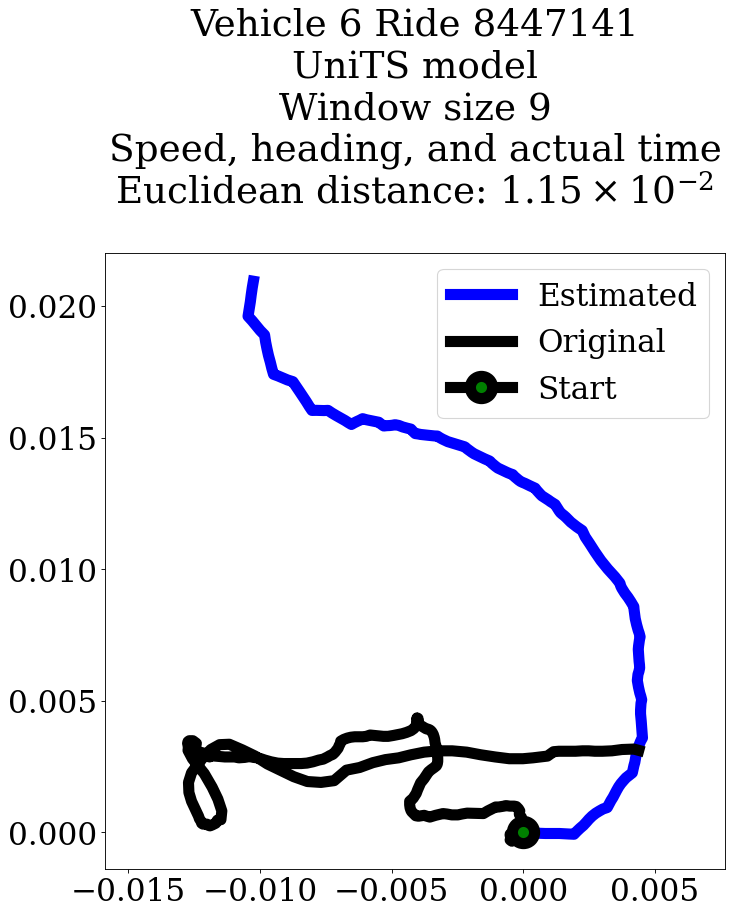 Vehicle 6 Ride 8447141
UniTS model
Window size 9
Speed, heading, and actual time
Euclidean distance: 1.15 × 10⁻²
Estimated
Original
Start
0.020
0.015
0.010
0.005
0.000
−0.015 −0.010 −0.005 0.000 0.005